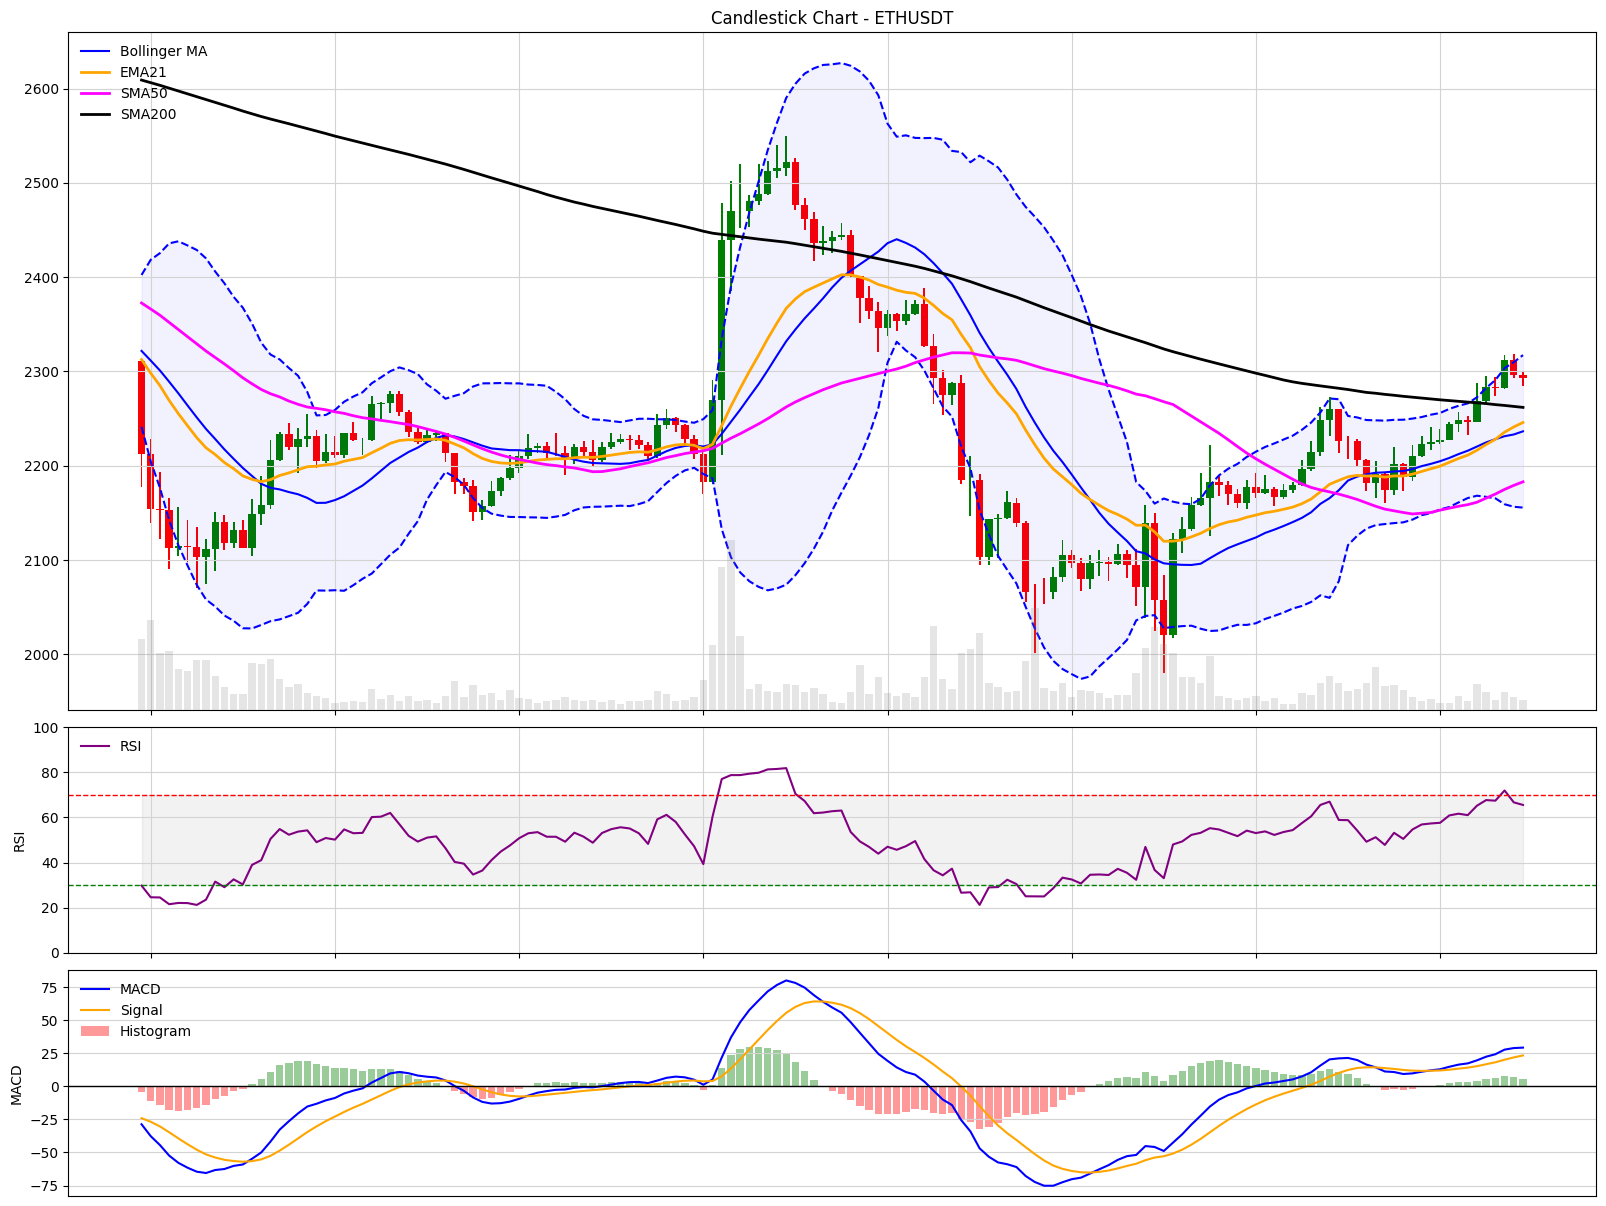 Candlestick Chart - ETHUSDT
Bollinger MA
EMA21
SMA50
SMA200
2600
2500
2400
2300
2200
2100
2000
RSI
100
80
60
40
20
0
RSI
MACD
Signal
Histogram
75
50
25
0
−25
−50
−75
MACD